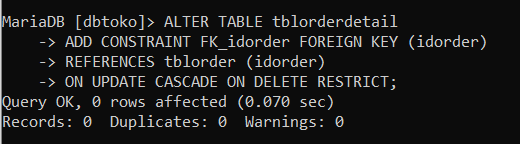 MariaDB [dbtoko]> ALTER TABLE tblorderdetail
    -> ADD CONSTRAINT FK_idorder FOREIGN KEY (idorder)
    -> REFERENCES tblorder (idorder)
    -> ON UPDATE CASCADE ON DELETE RESTRICT;
Query OK, 0 rows affected (0.070 sec)
Records: 0  Duplicates: 0  Warnings: 0